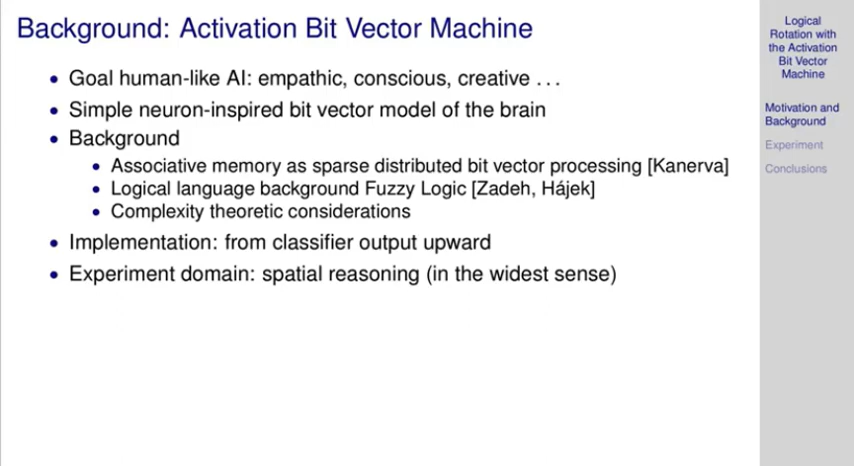 Background: Activation Bit Vector Machine
• Goal human-like AI: empathic, conscious, creative . . .
• Simple neuron-inspired bit vector model of the brain
• Background
• Associative memory as sparse distributed bit vector processing [Kanerva]
• Logical language background Fuzzy Logic [Zadeh, Hájek]
• Complexity theoretic considerations
• Implementation: from classifier output upward
• Experiment domain: spatial reasoning (in the widest sense)
Logical
Rotation with
the Activation
Bit Vector
Machine
Motivation and
Background
Experiment
Conclusions